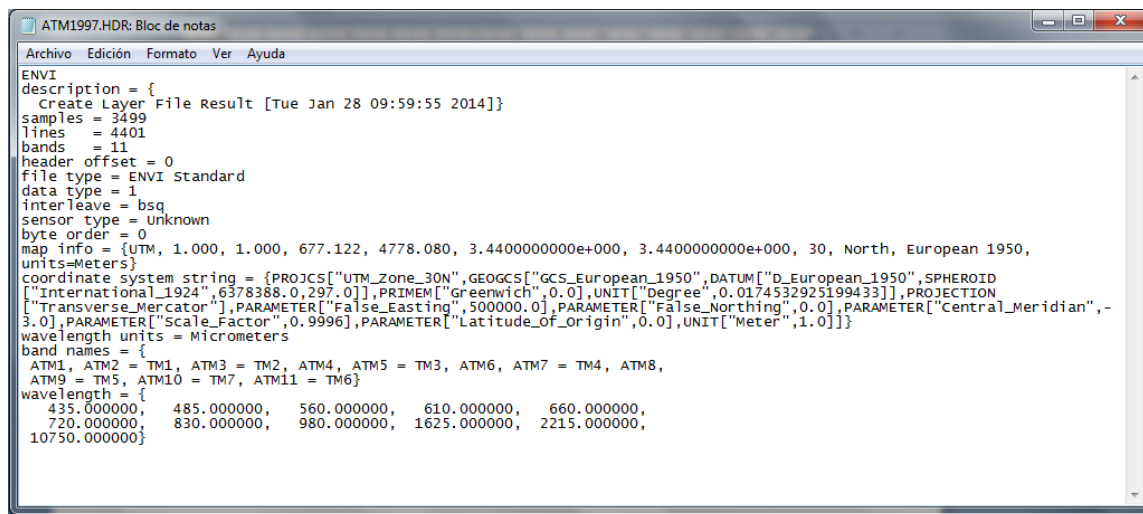 ATM1997.HDR: Bloc de notas
Archivo Edición Formato Ver Ayuda
ENVI
description = {
  Create Layer File Result [Tue Jan 28 09:59:55 2014]}
samples = 3499
lines   = 4401
bands   = 11
header offset = 0
file type = ENVI Standard
data type = 1
interleave = bsq
sensor type = Unknown
byte order = 0
map info = {UTM, 1.000, 1.000, 677.122, 4778.080, 3.4400000000e+000, 3.4400000000e+000, 30, North, European 1950,
units=Meters}
coordinate system string = {PROJCS["UTM_Zone_30N",GEOGCS["GCS_European_1950",DATUM["D_European_1950",SPHEROID
["International_1924",6378388.0,297.0]],PRIMEM["Greenwich",0.0],UNIT["Degree",0.0174532925199433]],PROJECTION
["Transverse_Mercator"],PARAMETER["False_Easting",500000.0],PARAMETER["False_Northing",0.0],PARAMETER["Central_Meridian",-
3.0],PARAMETER["Scale_Factor",0.9996],PARAMETER["Latitude_Of_Origin",0.0],UNIT["Meter",1.0]]}
wavelength units = Micrometers
band names = {
 ATM1, ATM2 = TM1, ATM3 = TM2, ATM4, ATM5 = TM3, ATM6, ATM7 = TM4, ATM8,
 ATM9 = TM5, ATM10 = TM7, ATM11 = TM6}
wavelength = {
   435.000000,   485.000000,   560.000000,   610.000000,   660.000000,
   720.000000,   830.000000,   980.000000,  1625.000000,  2215.000000,
 10750.000000}